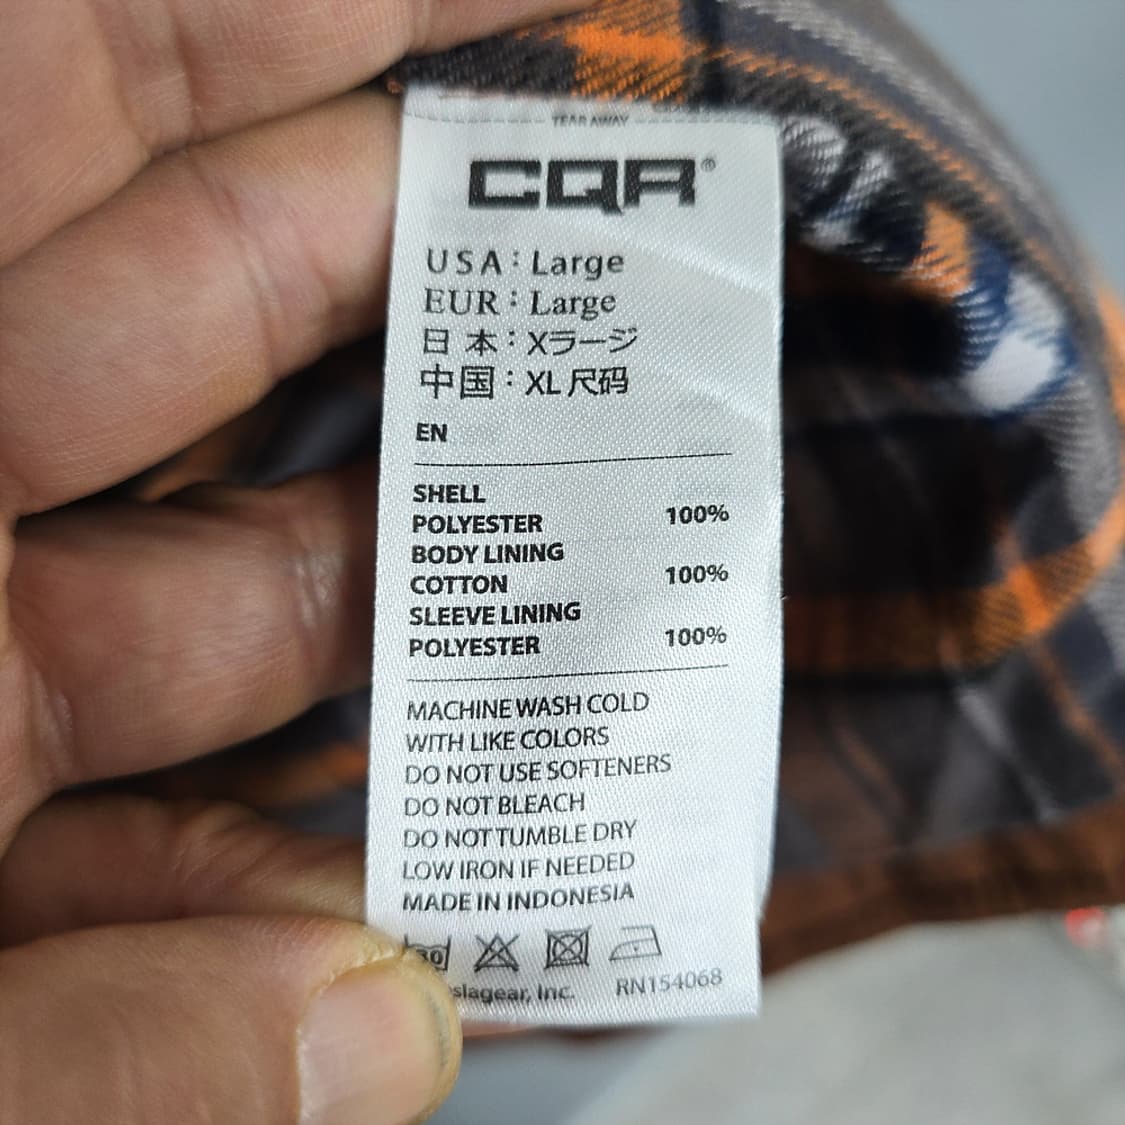 TEAR AWAY
CQR®
USA : Large
EUR : Large
日 本 : Xラージ
中国 : XL 尺码
EN
SHELL
POLYESTER 100%
BODY LINING
COTTON 100%
SLEEVE LINING
POLYESTER 100%
MACHINE WASH COLD
WITH LIKE COLORS
DO NOT USE SOFTENERS
DO NOT BLEACH
DO NOT TUMBLE DRY
LOW IRON IF NEEDED
MADE IN INDONESIA
30
slagear, Inc. RN154068